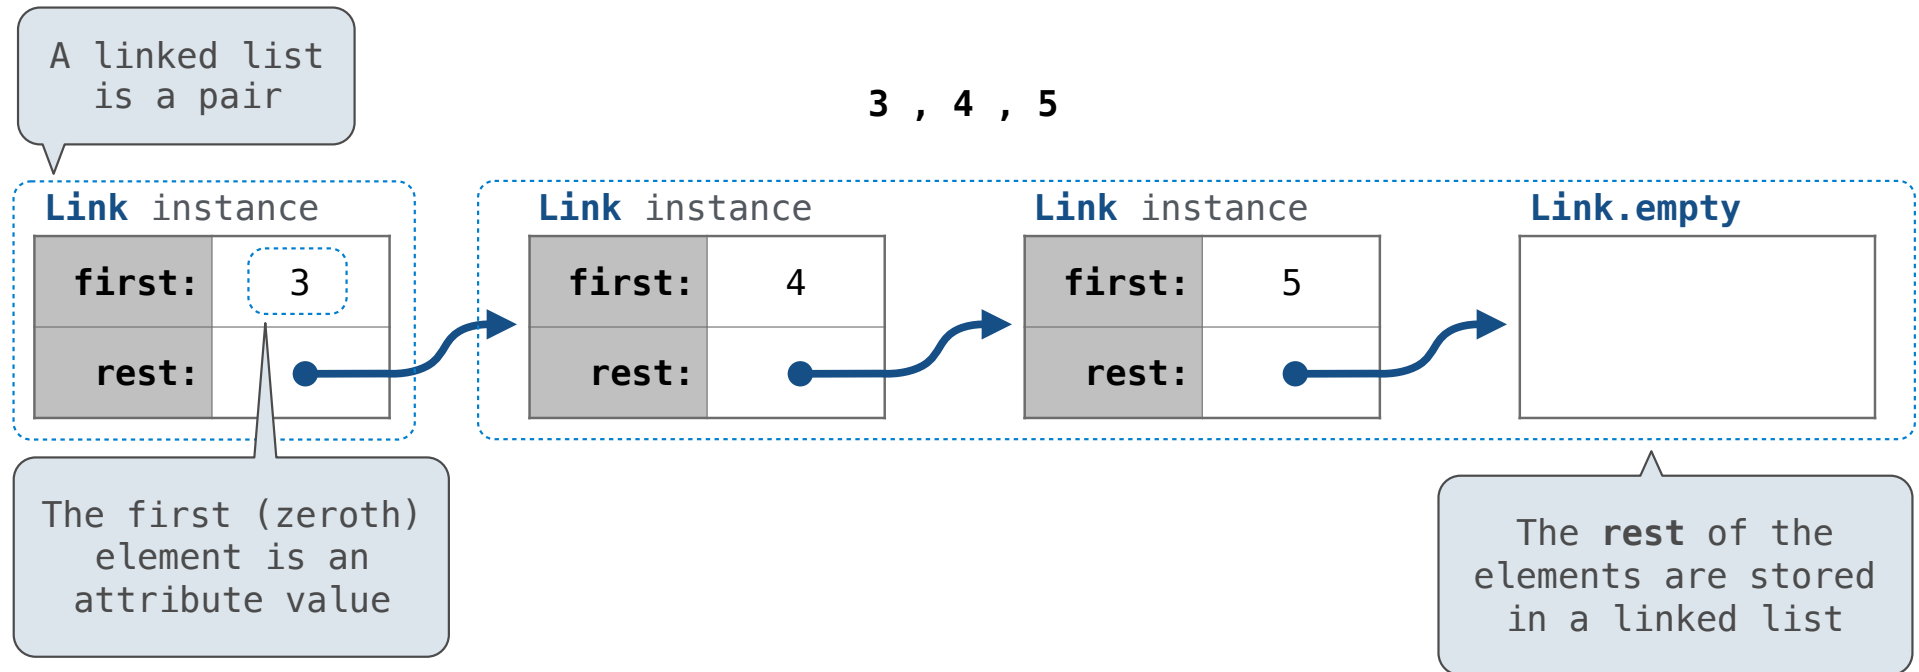 A linked list
is a pair
3 , 4 , 5
Link instance
first: 3
rest:
Link instance
first: 4
rest:
Link instance
first: 5
rest:
Link.empty
The first (zeroth)
element is an
attribute value
The rest of the
elements are stored
in a linked list